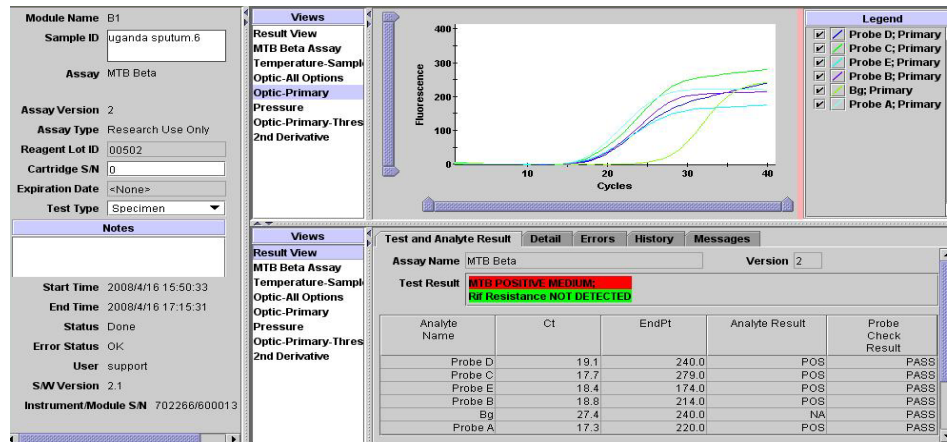 Module Name B1
Sample ID uganda sputum.6
Assay MTB Beta
Assay Version 2
Assay Type Research Use Only
Reagent Lot ID 00502
Cartridge S/N 0
Expiration Date <None>
Test Type Specimen
Notes
Start Time 2008/4/16 15:50:33
End Time 2008/4/16 17:15:31
Status Done
Error Status OK
User support
S/W Version 2.1
Instrument/Module S/N 702266/600013
Views
Result View
MTB Beta Assay
Temperature-Sampl
Optic-All Options
Optic-Primary
Pressure
Optic-Primary-Thres
2nd Derivative
Fluorescence
400
300
200
100
0
10 20 30 40
Cycles
Legend
Probe D; Primary
Probe C; Primary
Probe E; Primary
Probe B; Primary
Bg; Primary
Probe A; Primary
Views
Result View
MTB Beta Assay
Temperature-Sampl
Optic-All Options
Optic-Primary
Pressure
Optic-Primary-Thres
2nd Derivative
Test and Analyte Result Detail Errors History Messages
Assay Name MTB Beta Version 2
Test Result MTB POSITIVE MEDIUM;
Rif Resistance NOT DETECTED
Analyte Name Ct EndPt Analyte Result Probe Check Result
Probe D 19.1 240.0 POS PASS
Probe C 17.7 279.0 POS PASS
Probe E 18.4 174.0 POS PASS
Probe B 18.8 214.0 POS PASS
Bg 27.4 240.0 NA PASS
Probe A 17.3 220.0 POS PASS